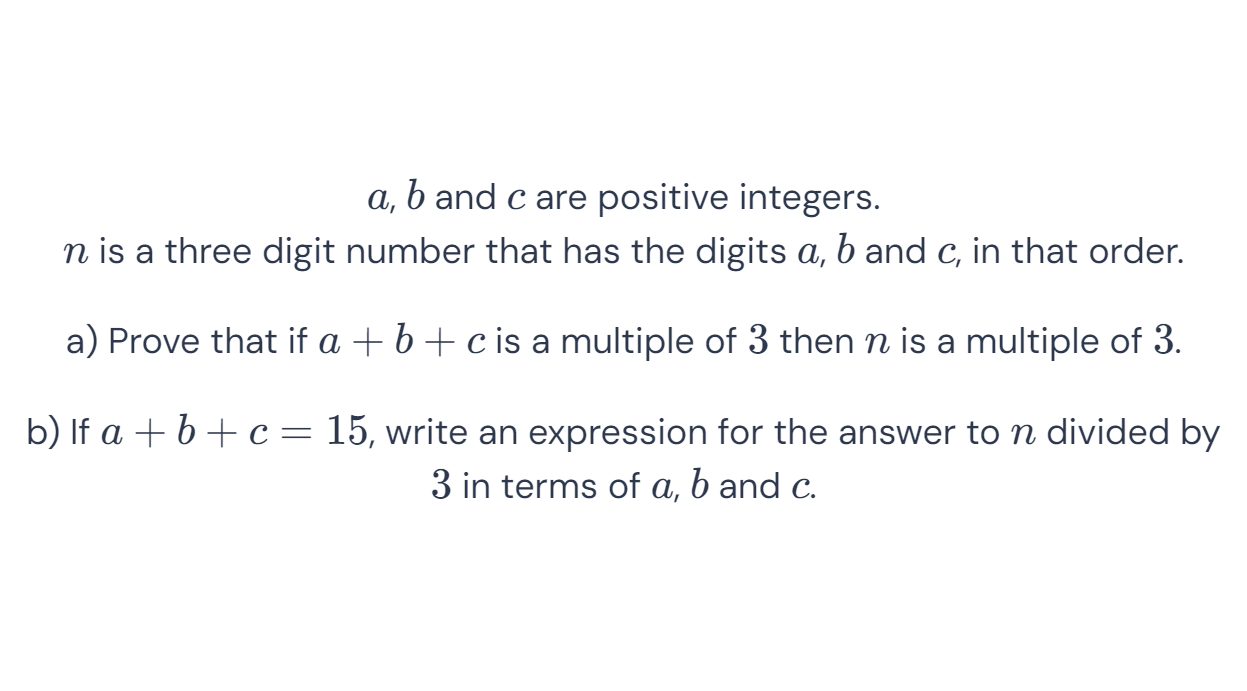 a, b and c are positive integers.
n is a three digit number that has the digits a, b and c, in that order.
a) Prove that if a + b + c is a multiple of 3 then n is a multiple of 3.
b) If a + b + c = 15, write an expression for the answer to n divided by
3 in terms of a, b and c.